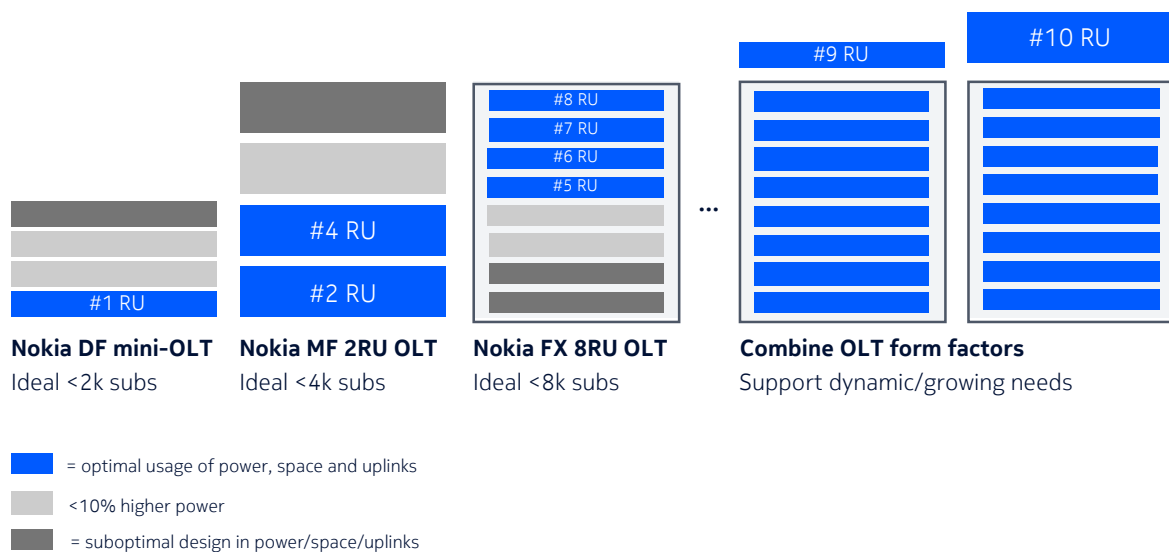 #10 RU
#9 RU
#8 RU
#7 RU
#6 RU
#5 RU
...
#4 RU
#2 RU
#1 RU
Nokia DF mini-OLT
Ideal <2k subs
Nokia MF 2RU OLT
Ideal <4k subs
Nokia FX 8RU OLT
Ideal <8k subs
Combine OLT form factors
Support dynamic/growing needs
= optimal usage of power, space and uplinks
<10% higher power
= suboptimal design in power/space/uplinks